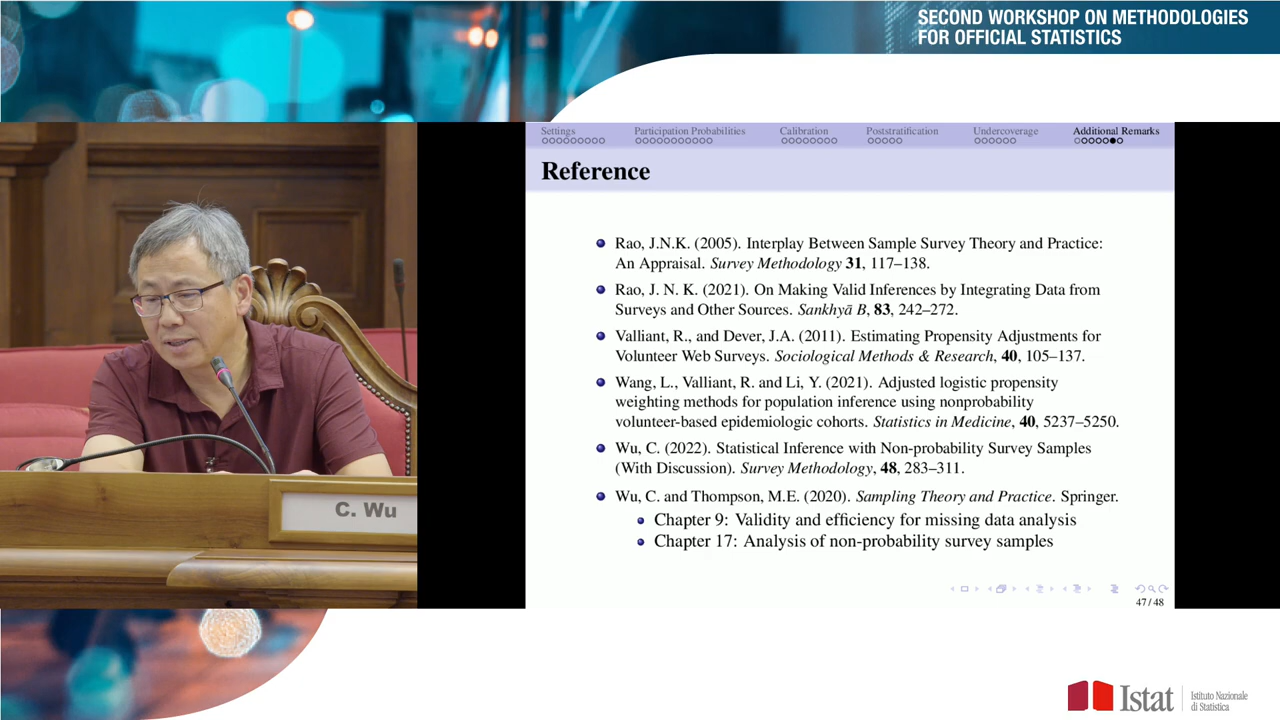 SECOND WORKSHOP ON METHODOLOGIES
FOR OFFICIAL STATISTICS
Settings
Participation Probabilities
Calibration
Poststratification
Undercoverage
Additional Remarks
Reference
Rao, J.N.K. (2005). Interplay Between Sample Survey Theory and Practice:
An Appraisal. Survey Methodology 31, 117–138.
Rao, J. N. K. (2021). On Making Valid Inferences by Integrating Data from
Surveys and Other Sources. Sankhyā B, 83, 242–272.
Valliant, R., and Dever, J.A. (2011). Estimating Propensity Adjustments for
Volunteer Web Surveys. Sociological Methods & Research, 40, 105–137.
Wang, L., Valliant, R. and Li, Y. (2021). Adjusted logistic propensity
weighting methods for population inference using nonprobability
volunteer-based epidemiologic cohorts. Statistics in Medicine, 40, 5237–5250.
Wu, C. (2022). Statistical Inference with Non-probability Survey Samples
(With Discussion). Survey Methodology, 48, 283–311.
Wu, C. and Thompson, M.E. (2020). Sampling Theory and Practice. Springer.
Chapter 9: Validity and efficiency for missing data analysis
Chapter 17: Analysis of non-probability survey samples
47/48
C. Wu
Istat
Istituto Nazionale
di Statistica